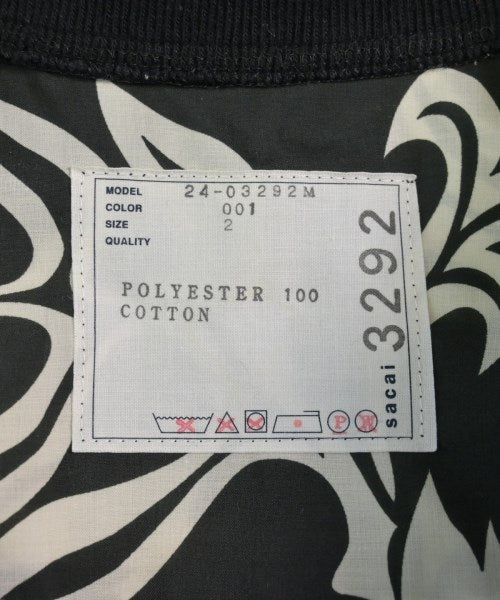 MODEL 24-03292M
COLOR 001
SIZE 2
QUALITY
POLYESTER 100
COTTON
sacai 3292
P W